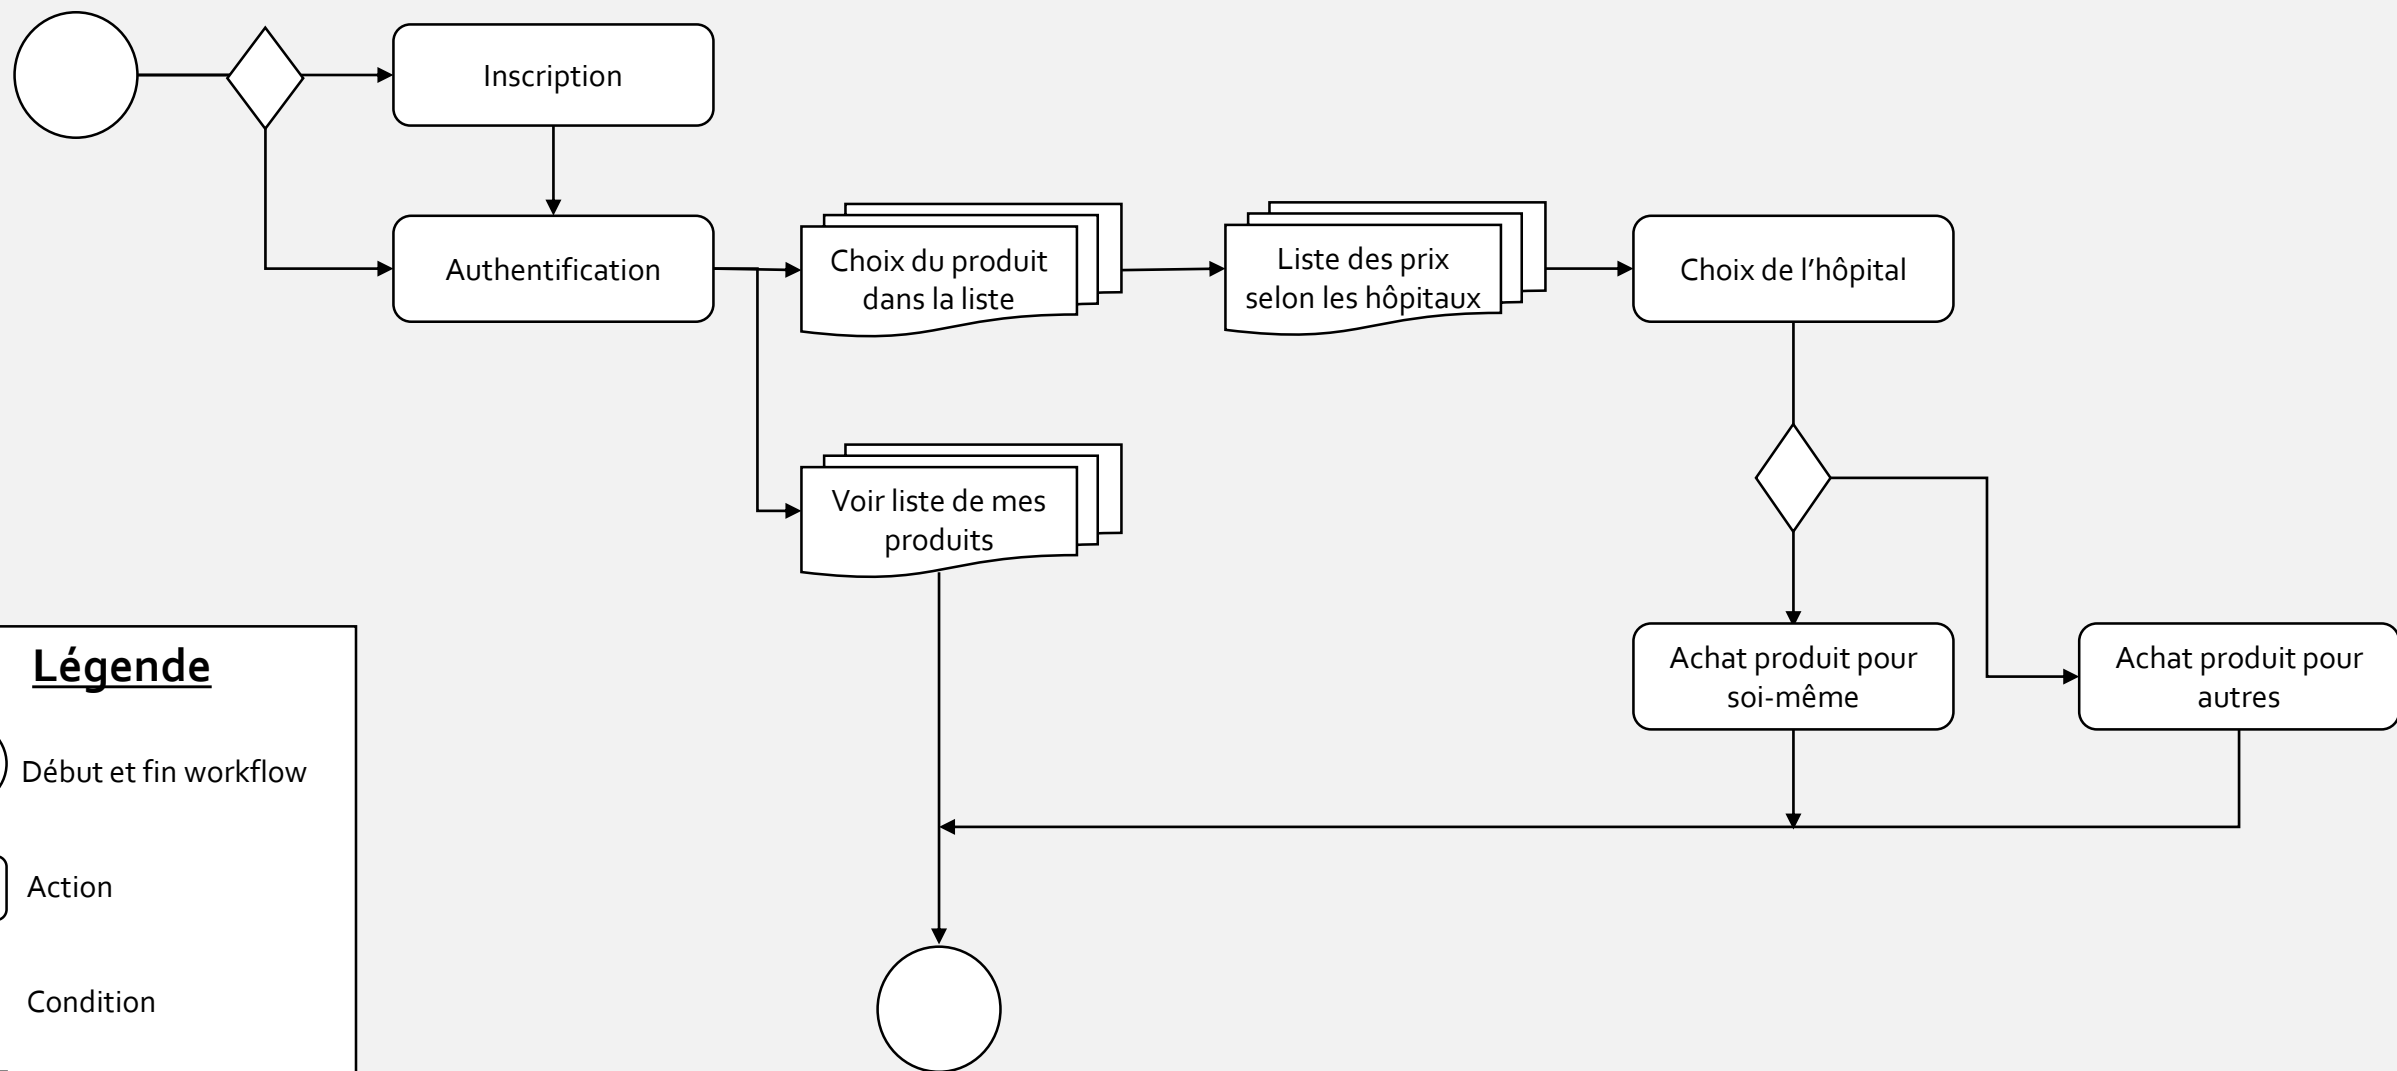 Inscription
Authentification
Choix du produit
dans la liste
Liste des prix
selon les hôpitaux
Choix de l’hôpital
Voir liste de mes
produits
Achat produit pour
soi-même
Achat produit pour
autres
Légende
Début et fin workflow
Action
Condition